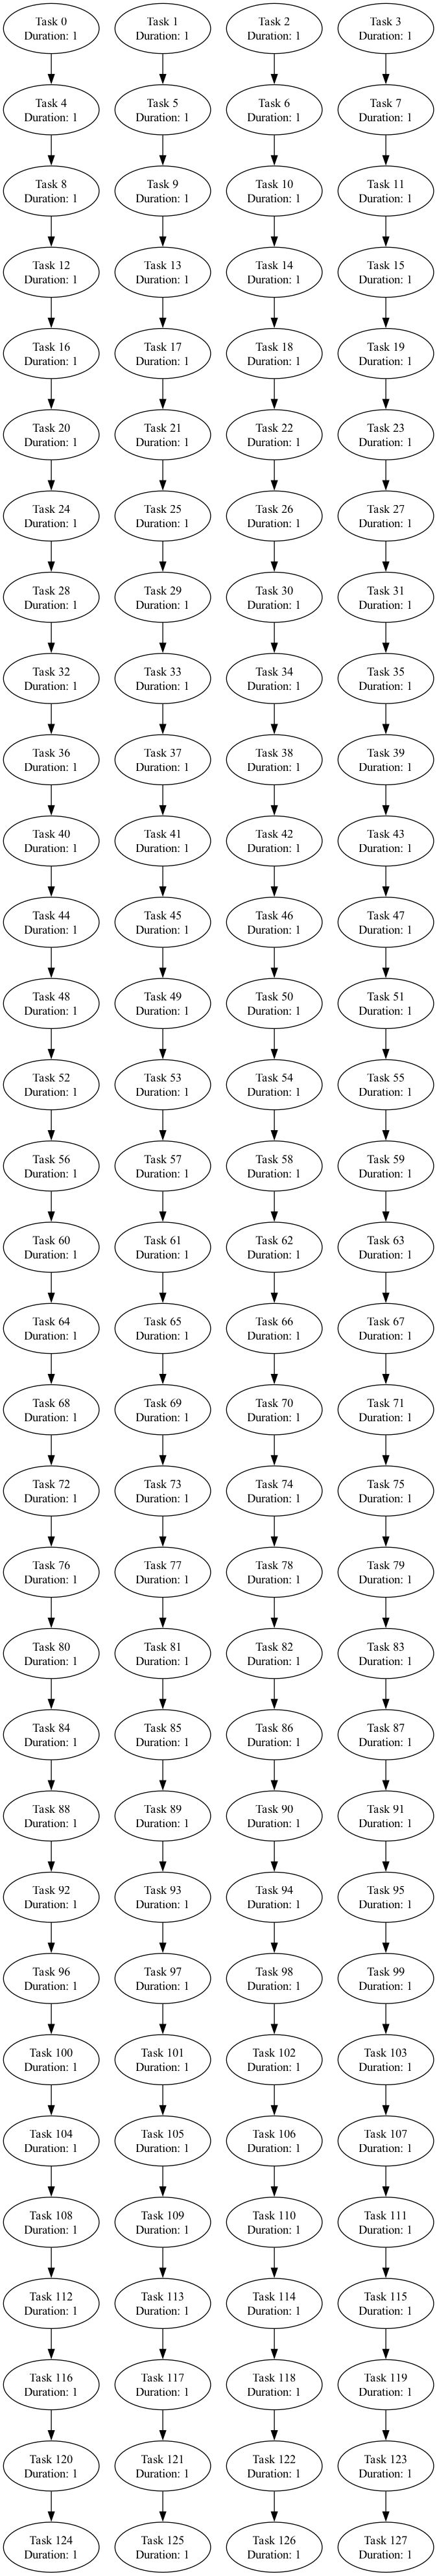 Task 0
Duration: 1
Task 1
Duration: 1
Task 2
Duration: 1
Task 3
Duration: 1
Task 4
Duration: 1
Task 5
Duration: 1
Task 6
Duration: 1
Task 7
Duration: 1
Task 8
Duration: 1
Task 9
Duration: 1
Task 10
Duration: 1
Task 11
Duration: 1
Task 12
Duration: 1
Task 13
Duration: 1
Task 14
Duration: 1
Task 15
Duration: 1
Task 16
Duration: 1
Task 17
Duration: 1
Task 18
Duration: 1
Task 19
Duration: 1
Task 20
Duration: 1
Task 21
Duration: 1
Task 22
Duration: 1
Task 23
Duration: 1
Task 24
Duration: 1
Task 25
Duration: 1
Task 26
Duration: 1
Task 27
Duration: 1
Task 28
Duration: 1
Task 29
Duration: 1
Task 30
Duration: 1
Task 31
Duration: 1
Task 32
Duration: 1
Task 33
Duration: 1
Task 34
Duration: 1
Task 35
Duration: 1
Task 36
Duration: 1
Task 37
Duration: 1
Task 38
Duration: 1
Task 39
Duration: 1
Task 40
Duration: 1
Task 41
Duration: 1
Task 42
Duration: 1
Task 43
Duration: 1
Task 44
Duration: 1
Task 45
Duration: 1
Task 46
Duration: 1
Task 47
Duration: 1
Task 48
Duration: 1
Task 49
Duration: 1
Task 50
Duration: 1
Task 51
Duration: 1
Task 52
Duration: 1
Task 53
Duration: 1
Task 54
Duration: 1
Task 55
Duration: 1
Task 56
Duration: 1
Task 57
Duration: 1
Task 58
Duration: 1
Task 59
Duration: 1
Task 60
Duration: 1
Task 61
Duration: 1
Task 62
Duration: 1
Task 63
Duration: 1
Task 64
Duration: 1
Task 65
Duration: 1
Task 66
Duration: 1
Task 67
Duration: 1
Task 68
Duration: 1
Task 69
Duration: 1
Task 70
Duration: 1
Task 71
Duration: 1
Task 72
Duration: 1
Task 73
Duration: 1
Task 74
Duration: 1
Task 75
Duration: 1
Task 76
Duration: 1
Task 77
Duration: 1
Task 78
Duration: 1
Task 79
Duration: 1
Task 80
Duration: 1
Task 81
Duration: 1
Task 82
Duration: 1
Task 83
Duration: 1
Task 84
Duration: 1
Task 85
Duration: 1
Task 86
Duration: 1
Task 87
Duration: 1
Task 88
Duration: 1
Task 89
Duration: 1
Task 90
Duration: 1
Task 91
Duration: 1
Task 92
Duration: 1
Task 93
Duration: 1
Task 94
Duration: 1
Task 95
Duration: 1
Task 96
Duration: 1
Task 97
Duration: 1
Task 98
Duration: 1
Task 99
Duration: 1
Task 100
Duration: 1
Task 101
Duration: 1
Task 102
Duration: 1
Task 103
Duration: 1
Task 104
Duration: 1
Task 105
Duration: 1
Task 106
Duration: 1
Task 107
Duration: 1
Task 108
Duration: 1
Task 109
Duration: 1
Task 110
Duration: 1
Task 111
Duration: 1
Task 112
Duration: 1
Task 113
Duration: 1
Task 114
Duration: 1
Task 115
Duration: 1
Task 116
Duration: 1
Task 117
Duration: 1
Task 118
Duration: 1
Task 119
Duration: 1
Task 120
Duration: 1
Task 121
Duration: 1
Task 122
Duration: 1
Task 123
Duration: 1
Task 124
Duration: 1
Task 125
Duration: 1
Task 126
Duration: 1
Task 127
Duration: 1